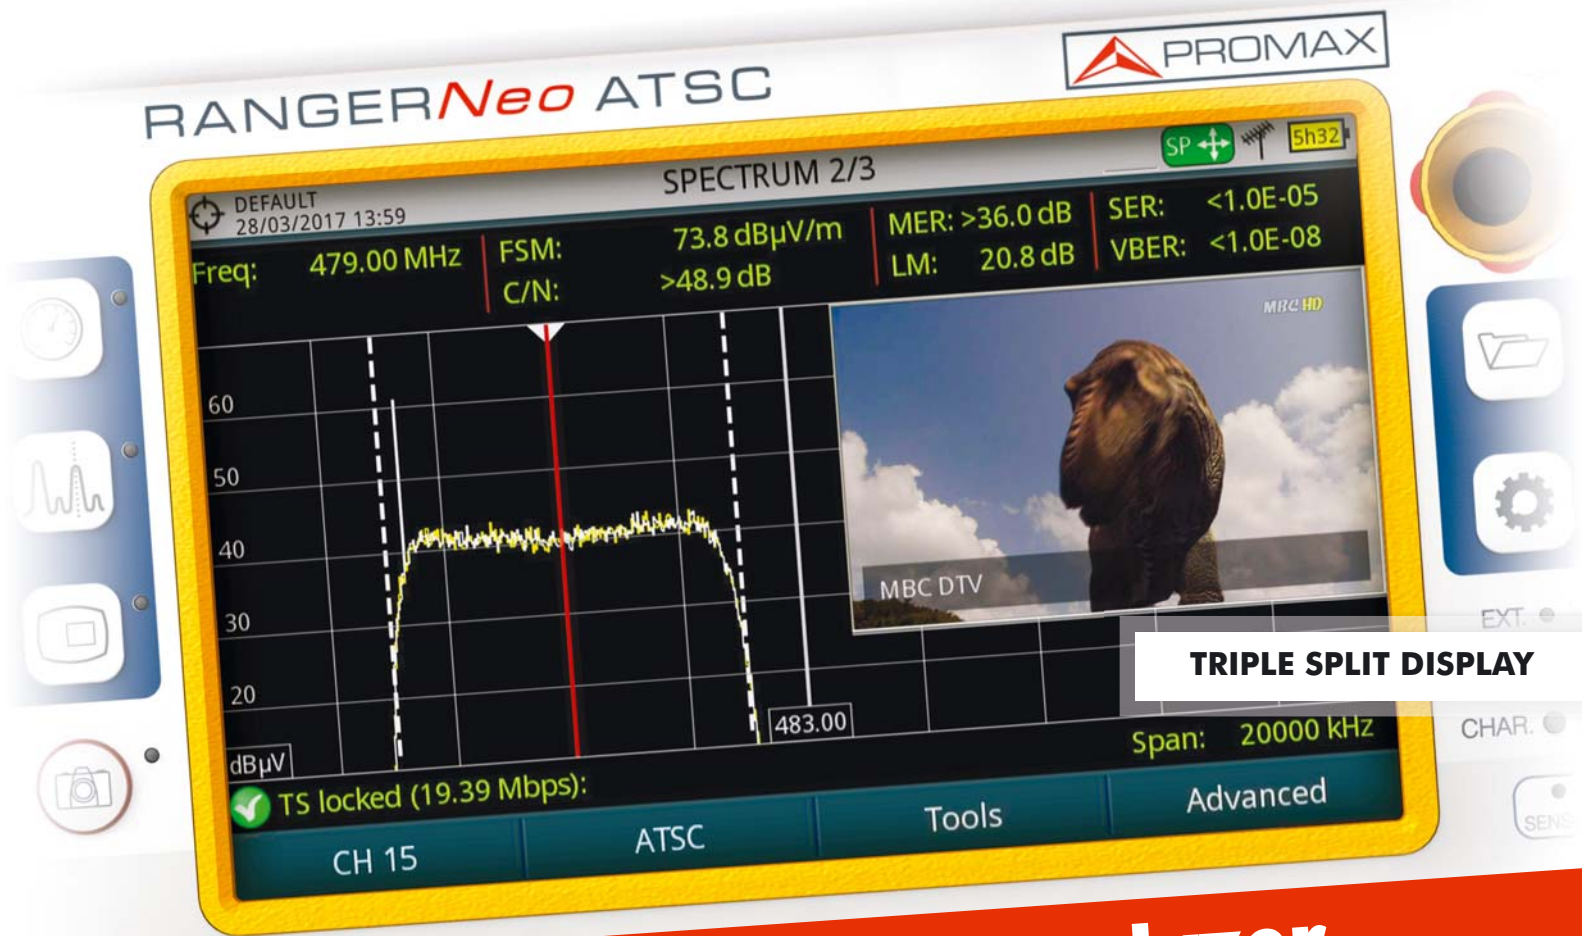 RANGERNeo ATSC
PROMAX
DEFAULT
28/03/2017 13:59
SPECTRUM 2/3
SP
5h32
Freq: 479.00 MHz
FSM: 73.8 dBµV/m
C/N: >48.9 dB
MER: >36.0 dB
LM: 20.8 dB
SER: <1.0E-05
VBER: <1.0E-08
60
50
40
30
20
dBµV
483.00
MBC HD
MBC DTV
TRIPLE SPLIT DISPLAY
Span: 20000 kHz
TS locked (19.39 Mbps):
CH 15
ATSC
Tools
Advanced
EXT.
CHAR.